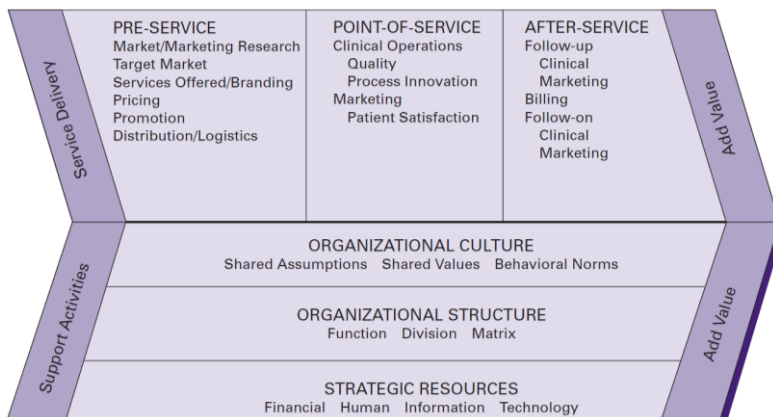 Service Delivery
PRE-SERVICE
Market/Marketing Research
Target Market
Services Offered/Branding
Pricing
Promotion
Distribution/Logistics
POINT-OF-SERVICE
Clinical Operations
Quality
Process Innovation
Marketing
Patient Satisfaction
AFTER-SERVICE
Follow-up
Clinical
Marketing
Billing
Follow-on
Clinical
Marketing
Add Value
Support Activities
ORGANIZATIONAL CULTURE
Shared Assumptions Shared Values Behavioral Norms
ORGANIZATIONAL STRUCTURE
Function Division Matrix
STRATEGIC RESOURCES
Financial Human Information Technology
Add Value